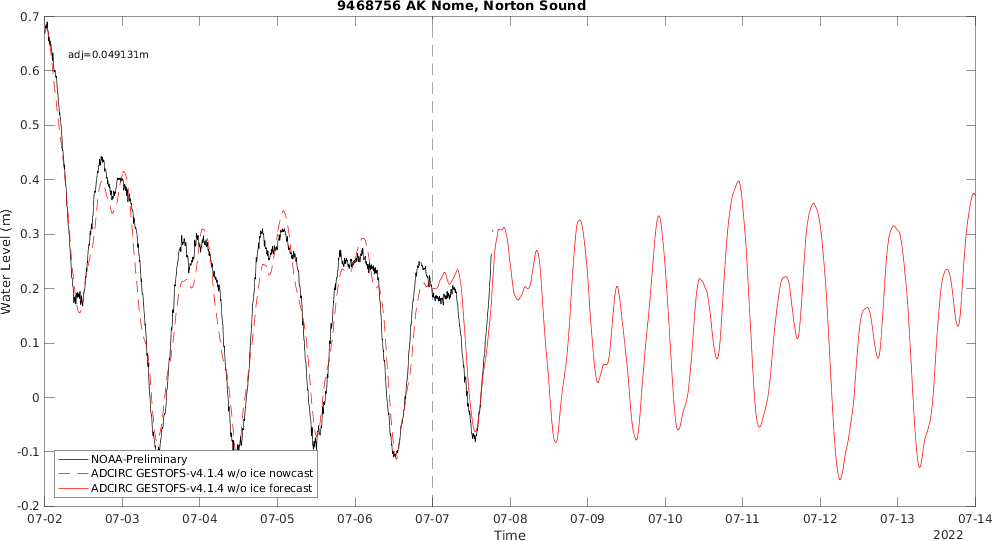 9468756 AK Nome, Norton Sound
adj=0.049131m
Water Level (m)
0.7
0.6
0.5
0.4
0.3
0.2
0.1
0
-0.1
-0.2
NOAA-Preliminary
ADCIRC GESTOFS-v4.1.4 w/o ice nowcast
ADCIRC GESTOFS-v4.1.4 w/o ice forecast
07-02 07-03 07-04 07-05 07-06 07-07 07-08 07-09 07-10 07-11 07-12 07-13 07-14
Time
2022